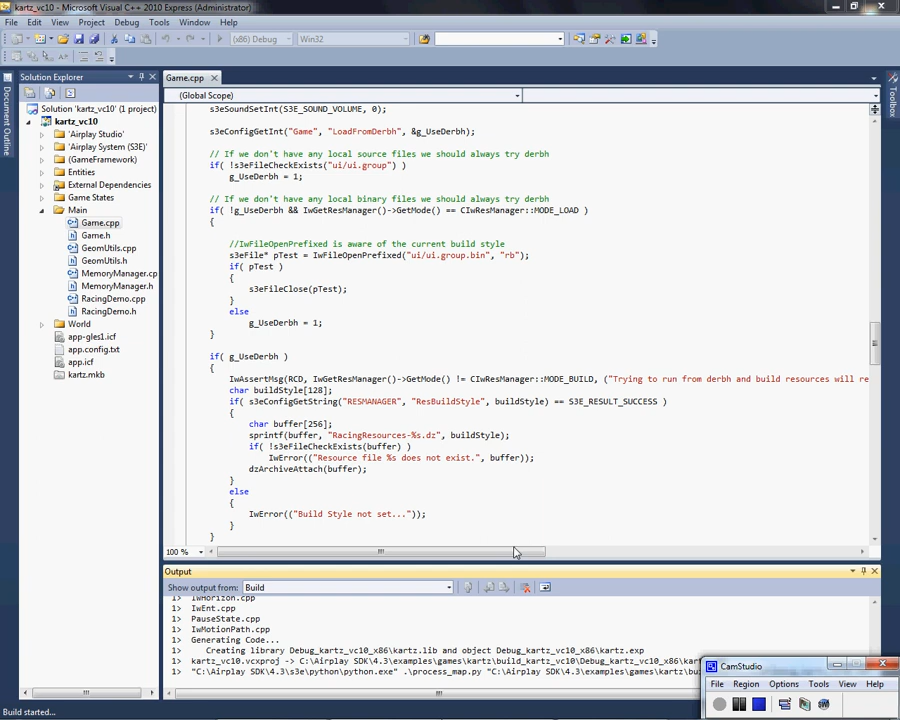 kartz_vc10 - Microsoft Visual C++ 2010 Express (Administrator)
File Edit View Project Debug Tools Window Help
(x86) Debug Win32
Solution Explorer
Game.cpp
Document Outline
Toolbox
(Global Scope)
Solution 'kartz_vc10' (1 project)
kartz_vc10
'Airplay Studio'
'Airplay System (S3E)'
(GameFramework)
Entities
External Dependencies
Game States
Main
Game.cpp
Game.h
GeomUtils.cpp
GeomUtils.h
MemoryManager.cp
MemoryManager.h
RacingDemo.cpp
RacingDemo.h
World
app-gles1.icf
app.config.txt
app.icf
kartz.mkb
s3eSoundSetInt(S3E_SOUND_VOLUME, 0);
s3eConfigGetInt("Game", "LoadFromDerbh", &g_UseDerbh);
// If we don't have any local source files we should always try derbh
if( !s3eFileCheckExists("ui/ui.group") )
g_UseDerbh = 1;
// If we don't have any local binary files we should always try derbh
if( !g_UseDerbh && IwGetResManager()->GetMode() == CIwResManager::MODE_LOAD )
{
//IwFileOpenPrefixed is aware of the current build style
s3eFile* pTest = IwFileOpenPrefixed("ui/ui.group.bin", "rb");
if( pTest )
{
s3eFileClose(pTest);
}
else
g_UseDerbh = 1;
}
if( g_UseDerbh )
{
IwAssertMsg(RCD, IwGetResManager()->GetMode() != CIwResManager::MODE_BUILD, ("Trying to run from derbh and build resources will re
char buildStyle[128];
if( s3eConfigGetString("RESMANAGER", "ResBuildStyle", buildStyle) == S3E_RESULT_SUCCESS )
{
char buffer[256];
sprintf(buffer, "RacingResources-%s.dz", buildStyle);
if( !s3eFileCheckExists(buffer) )
IwError(("Resource file %s does not exist.", buffer));
dzArchiveAttach(buffer);
}
else
{
IwError(("Build Style not set..."));
}
}
100 %
Output
Show output from: Build
1> IwHorizon.cpp
1> IwEnt.cpp
1> PauseState.cpp
1> IwMotionPath.cpp
1> Generating Code...
1> Creating library Debug_kartz_vc10_x86\kartz.lib and object Debug_kartz_vc10_x86\kartz.exp
1> kartz_vc10.vcxproj -> C:\Airplay SDK\4.3\examples\games\kartz\build_kartz_vc10\Debug_kartz_vc10_x86\kart
1> "C:\Airplay SDK\4.3\s3e\python\python.exe" .\process_map.py "C:\Airplay SDK\4.3\examples\games\kartz\bu
CamStudio
File Region Options Tools View Help
Build started...